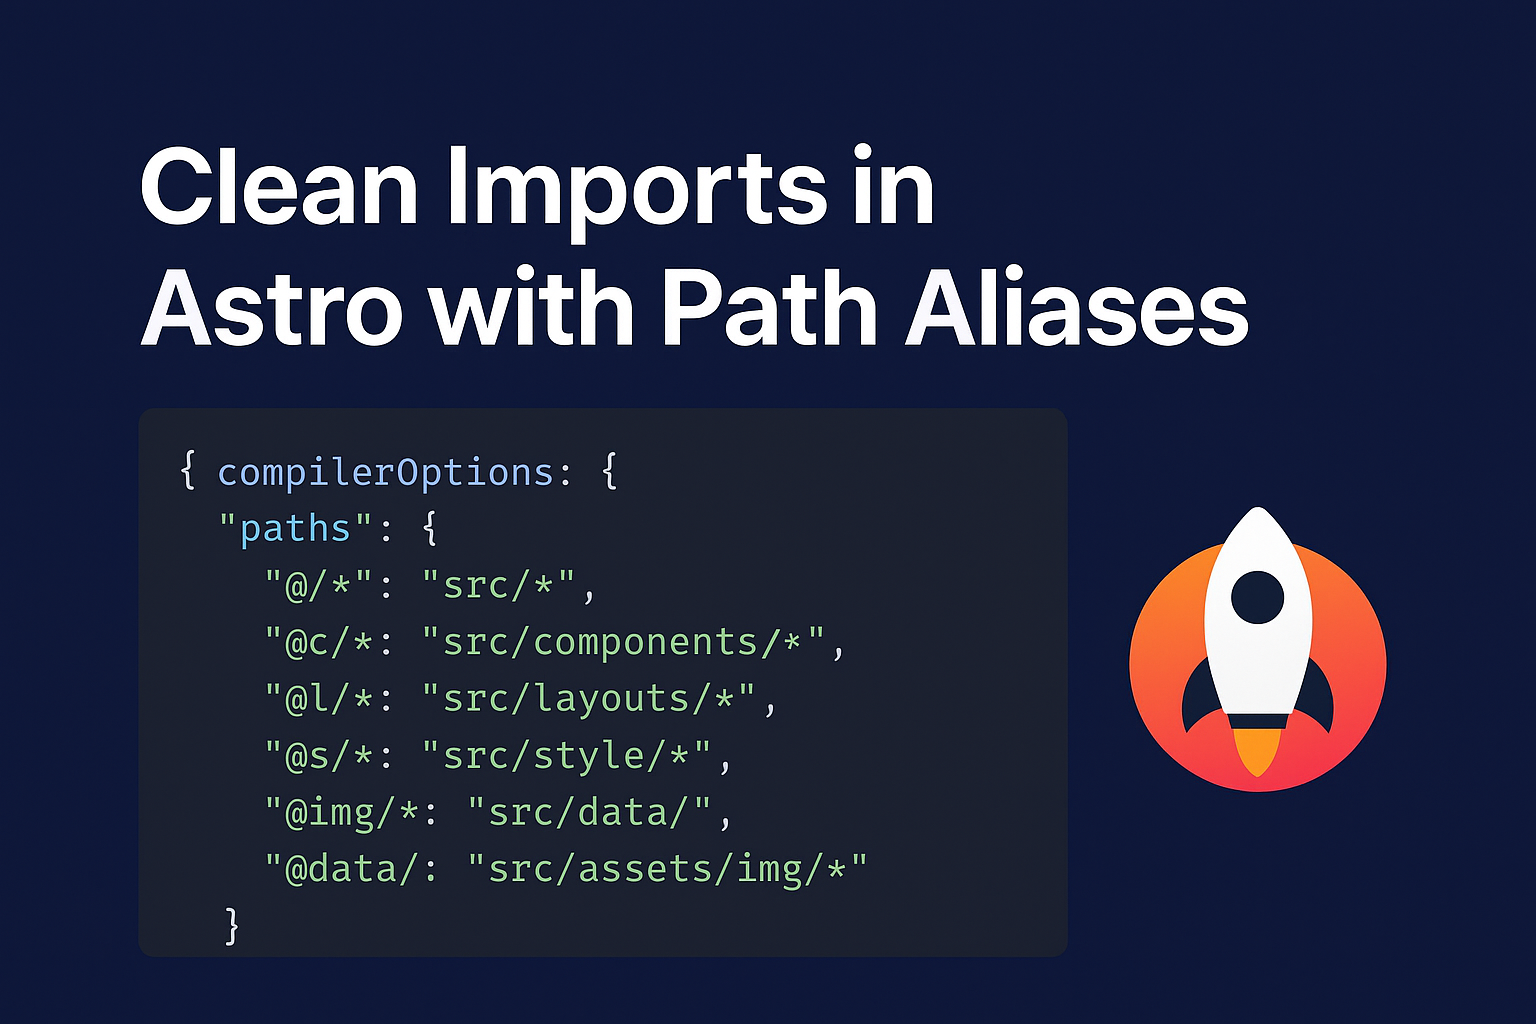 Clean Imports in
Astro with Path Aliases
{ compilerOptions: {
"paths": {
"@/*": "src/*",
"@c/*: "src/components/*",
"@l/*: "src/layouts/*",
"@s/*: "src/style/*",
"@img/*: "src/data/",
"@data/: "src/assets/img/*"
}